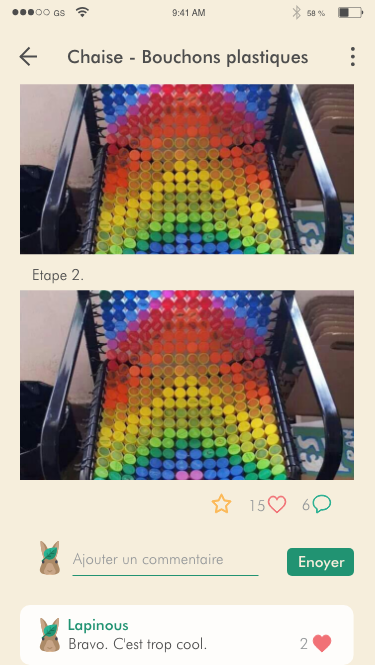 GS 9:41 AM 58 %
Chaise - Bouchons plastiques
Etape 2.
15 6
Ajouter un commentaire Enoyer
Lapinous
Bravo. C'est trop cool. 2